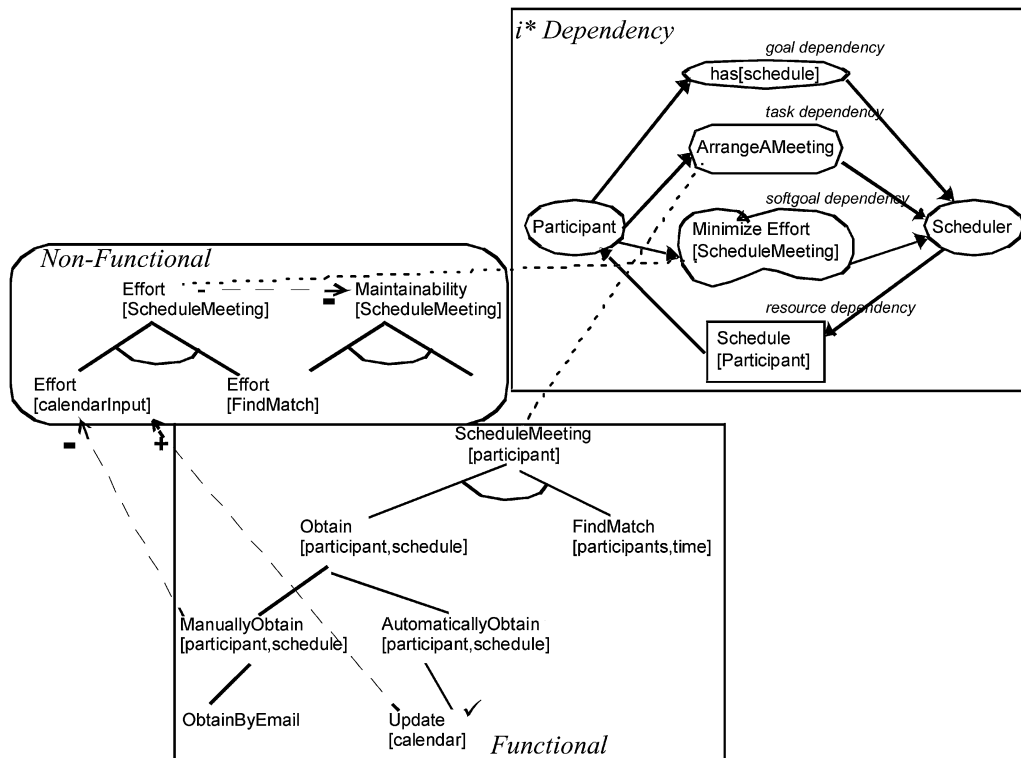 i* Dependency
goal dependency
has[schedule]
task dependency
ArrangeAMeeting
softgoal dependency
Participant
Minimize Effort
[ScheduleMeeting]
Scheduler
resource dependency
Schedule
[Participant]
Non-Functional
Effort
[ScheduleMeeting]
-
-
Maintainability
[ScheduleMeeting]
Effort
[calendarInput]
Effort
[FindMatch]
-
+
ScheduleMeeting
[participant]
Obtain
[participant,schedule]
FindMatch
[participants,time]
ManuallyObtain
[participant,schedule]
AutomaticallyObtain
[participant,schedule]
ObtainByEmail
Update
[calendar]
✓
Functional